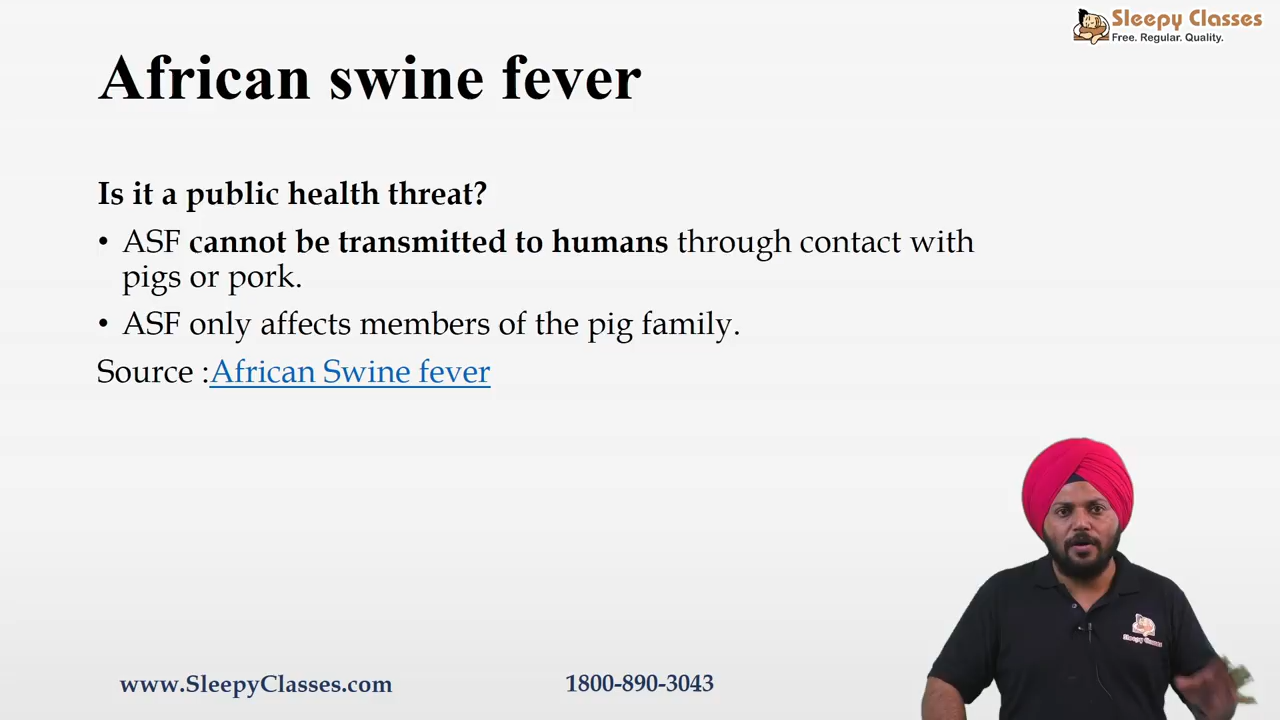 Sleepy Classes
Free. Regular. Quality.
African swine fever
Is it a public health threat?
• ASF cannot be transmitted to humans through contact with
pigs or pork.
• ASF only affects members of the pig family.
Source :African Swine fever
Sleepy Classes
www.SleepyClasses.com
1800-890-3043